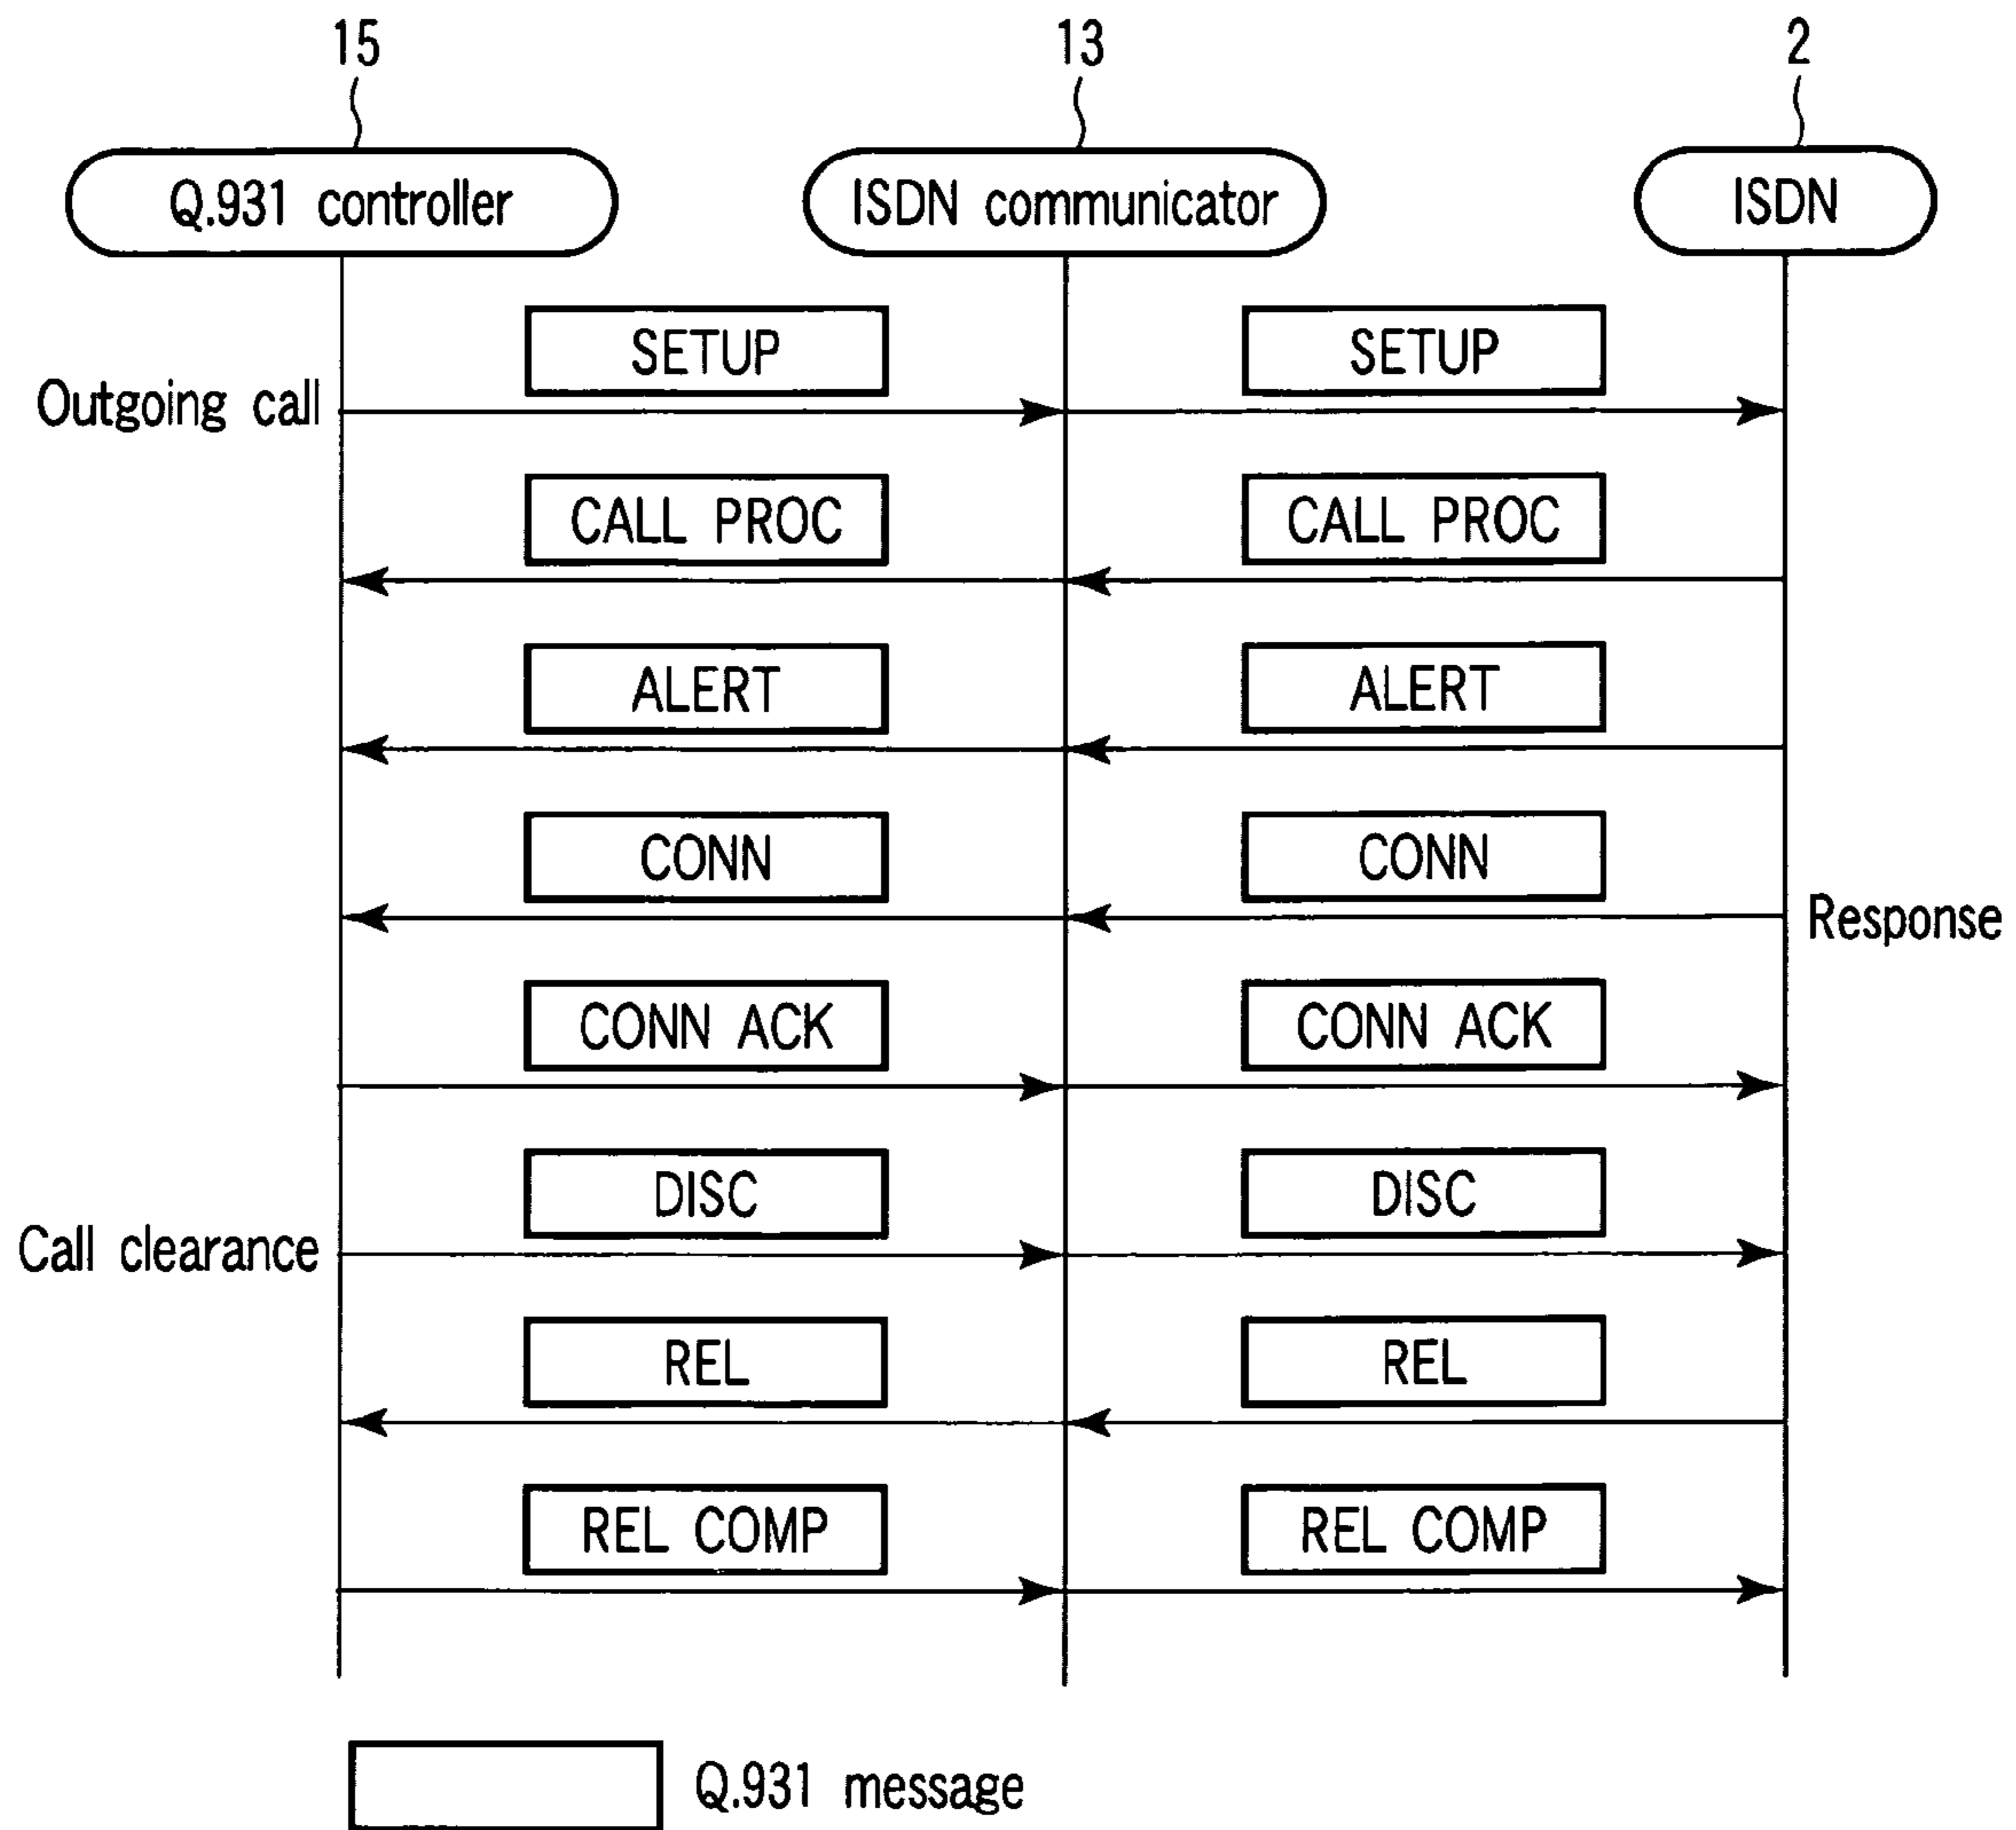 15 13 2
Q.931 controller ISDN communicator ISDN
SETUP SETUP
Outgoing call
CALL PROC CALL PROC
ALERT ALERT
CONN CONN
Response
CONN ACK CONN ACK
DISC DISC
Call clearance
REL REL
REL COMP REL COMP
Q.931 message